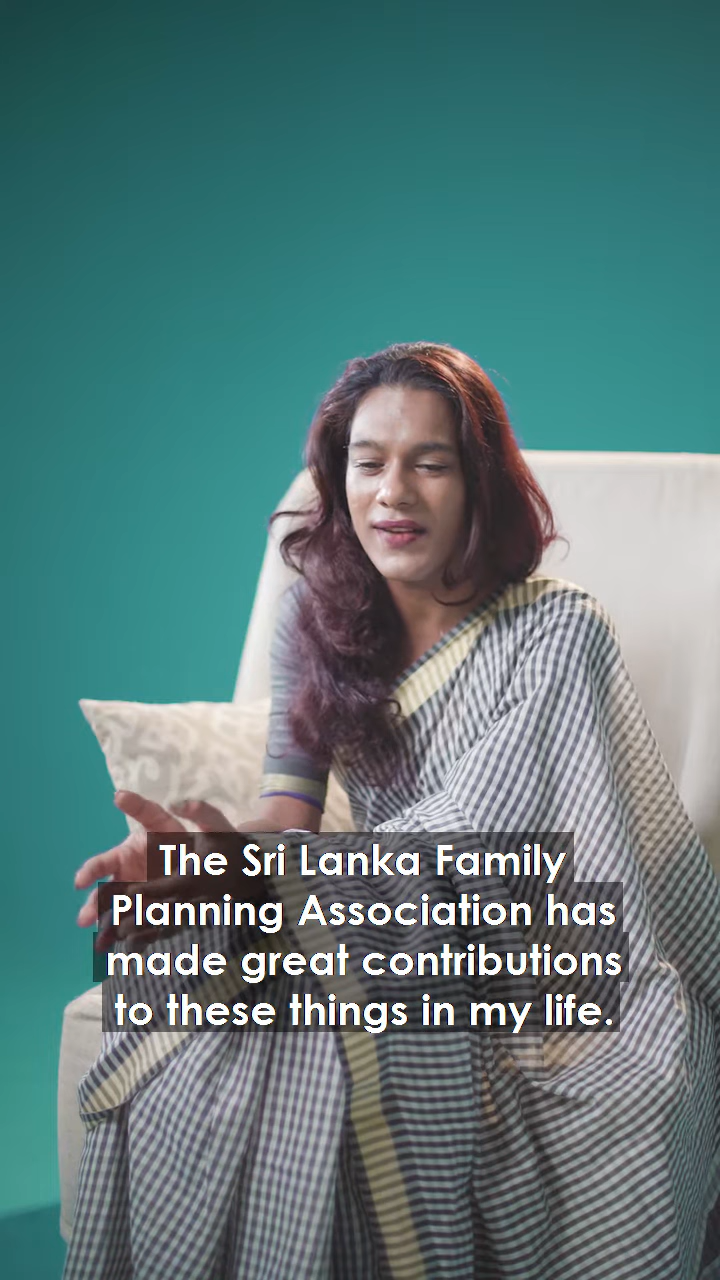 The Sri Lanka Family
Planning Association has
made great contributions
to these things in my life.